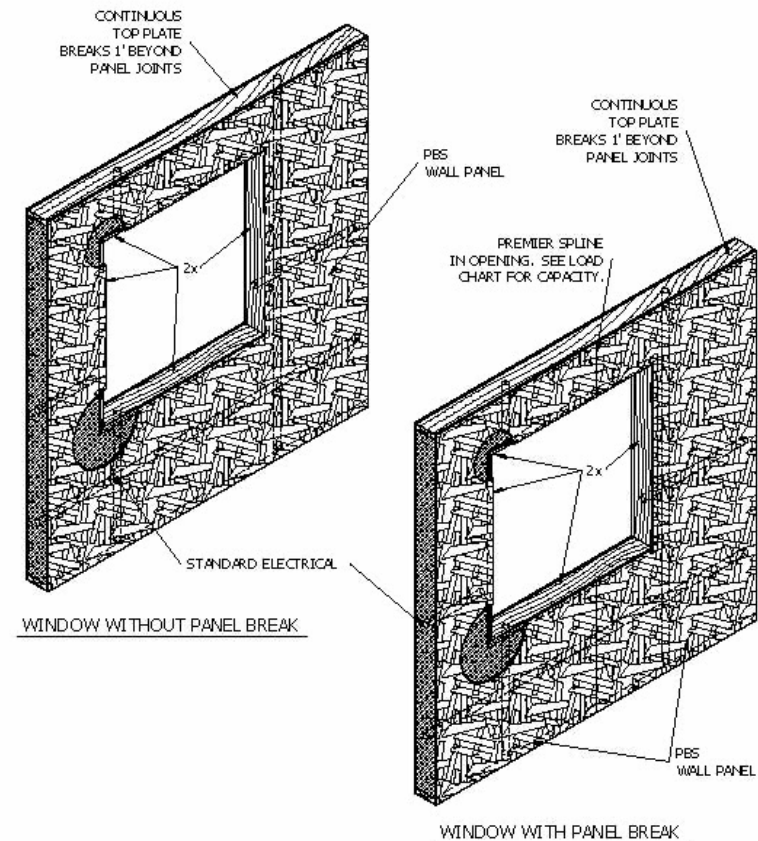 CONTINUOUS
TOP PLATE
BREAKS 1' BEYOND
PANEL JOINTS
PBS
WALL PANEL
2x
STANDARD ELECTRICAL
WINDOW WITHOUT PANEL BREAK
CONTINUOUS
TOP PLATE
BREAKS 1' BEYOND
PANEL JOINTS
PREMIER SPLINE
IN OPENING. SEE LOAD
CHART FOR CAPACITY.
2x
PBS
WALL PANEL
WINDOW WITH PANEL BREAK